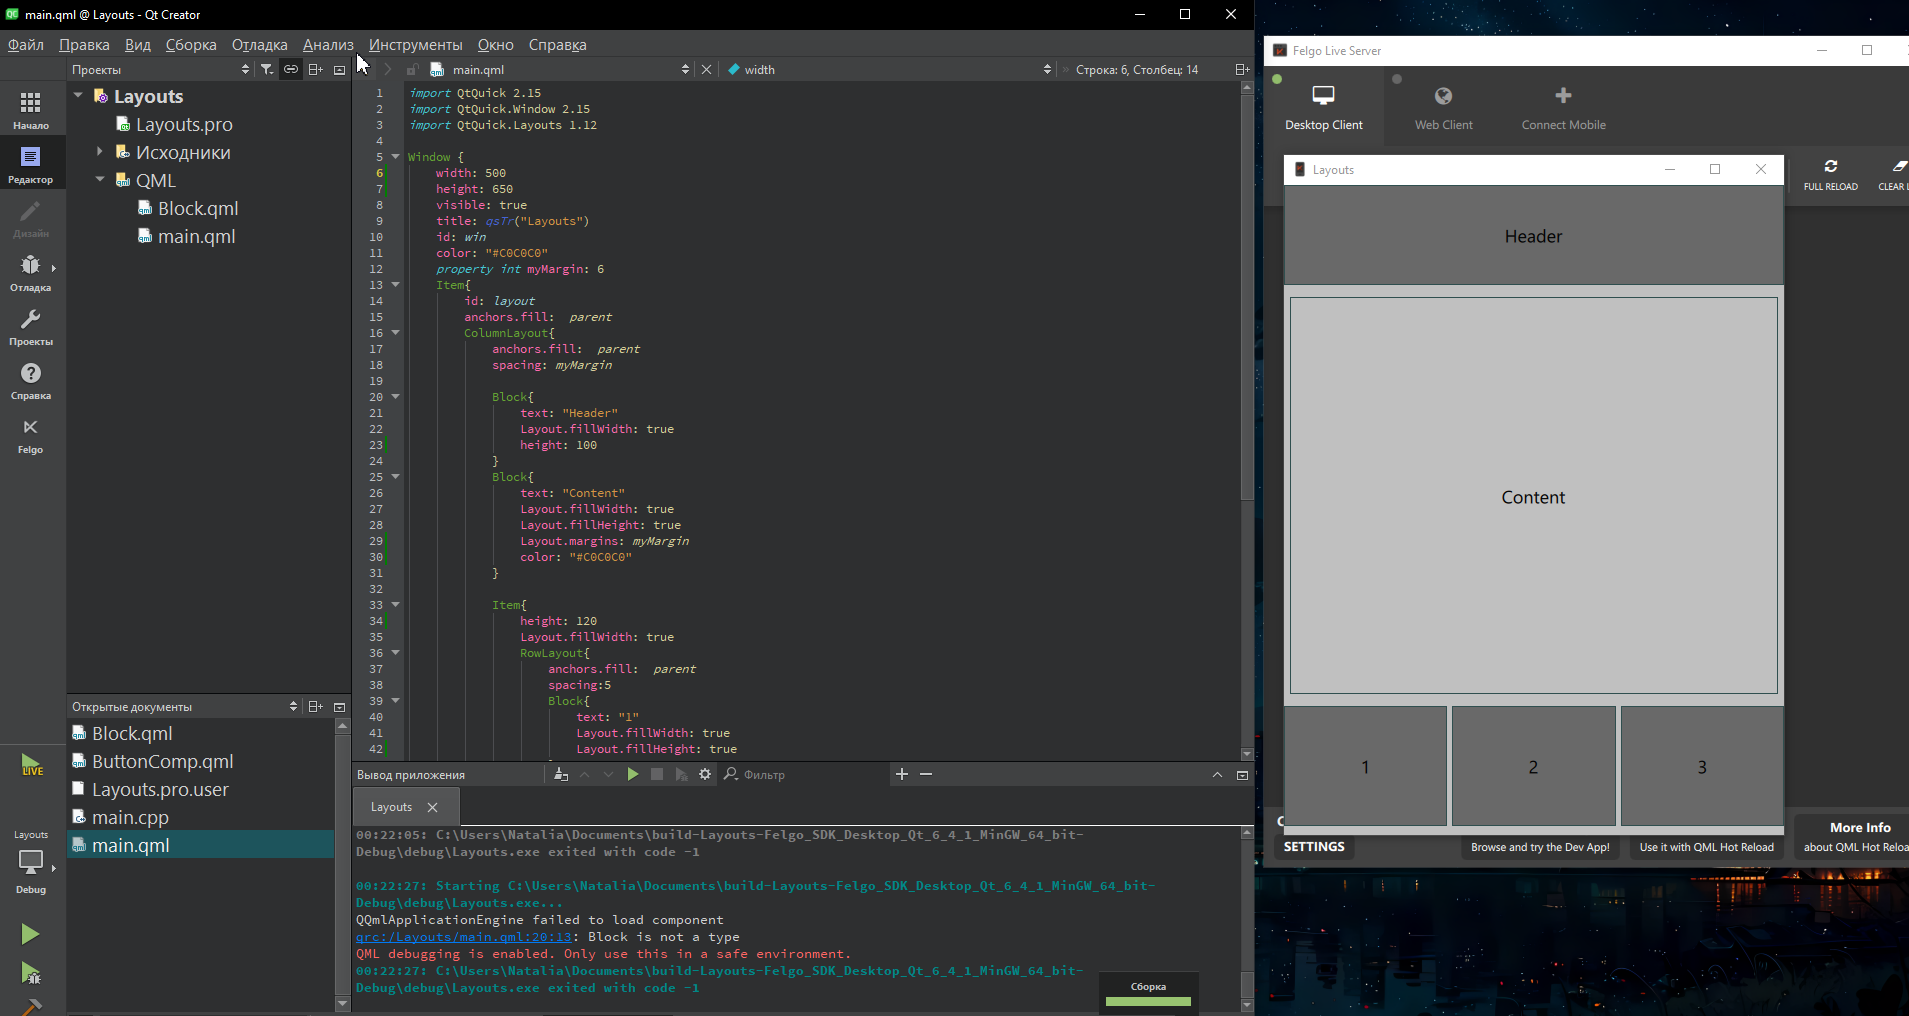 main.qml @ Layouts - Qt Creator
Файл Правка Вид Сборка Отладка Анализ Инструменты Окно Справка
Проекты
main.qml
width
Строка: 6, Столбец: 14
Начало
Редактор
Дизайн
Отладка
Проекты
Справка
Felgo
Layouts
Layouts.pro
Исходники
QML
Block.qml
main.qml
1 import QtQuick 2.15
2 import QtQuick.Window 2.15
3 import QtQuick.Layouts 1.12
4
5 Window {
6 width: 500
7 height: 650
8 visible: true
9 title: qsTr("Layouts")
10 id: win
11 color: "#C0C0C0"
12 property int myMargin: 6
13 Item{
14 id: layout
15 anchors.fill: parent
16 ColumnLayout{
17 anchors.fill: parent
18 spacing: myMargin
19
20 Block{
21 text: "Header"
22 Layout.fillWidth: true
23 height: 100
24 }
25 Block{
26 text: "Content"
27 Layout.fillWidth: true
28 Layout.fillHeight: true
29 Layout.margins: myMargin
30 color: "#C0C0C0"
31 }
32
33 Item{
34 height: 120
35 Layout.fillWidth: true
36 RowLayout{
37 anchors.fill: parent
38 spacing:5
39 Block{
40 text: "1"
41 Layout.fillWidth: true
42 Layout.fillHeight: true
Открытые документы
Block.qml
ButtonComp.qml
Layouts.pro.user
main.cpp
main.qml
LIVE
Layouts
Debug
Вывод приложения
Фильтр
Layouts
00:22:05: C:\Users\Natalia\Documents\build-Layouts-Felgo_SDK_Desktop_Qt_6_4_1_MinGW_64_bit-
Debug\debug\Layouts.exe exited with code -1
00:22:27: Starting C:\Users\Natalia\Documents\build-Layouts-Felgo_SDK_Desktop_Qt_6_4_1_MinGW_64_bit-
Debug\debug\Layouts.exe...
QQmlApplicationEngine failed to load component
qrc:/Layouts/main.qml:20:13: Block is not a type
QML debugging is enabled. Only use this in a safe environment.
00:22:27: C:\Users\Natalia\Documents\build-Layouts-Felgo_SDK_Desktop_Qt_6_4_1_MinGW_64_bit-
Debug\debug\Layouts.exe exited with code -1
Сборка
Felgo Live Server
Desktop Client
Web Client
Connect Mobile
FULL RELOAD
CLEAR
Layouts
Header
Content
1
2
3
SETTINGS
Browse and try the Dev App!
Use it with QML Hot Reload
More Info
about QML Hot Reloa